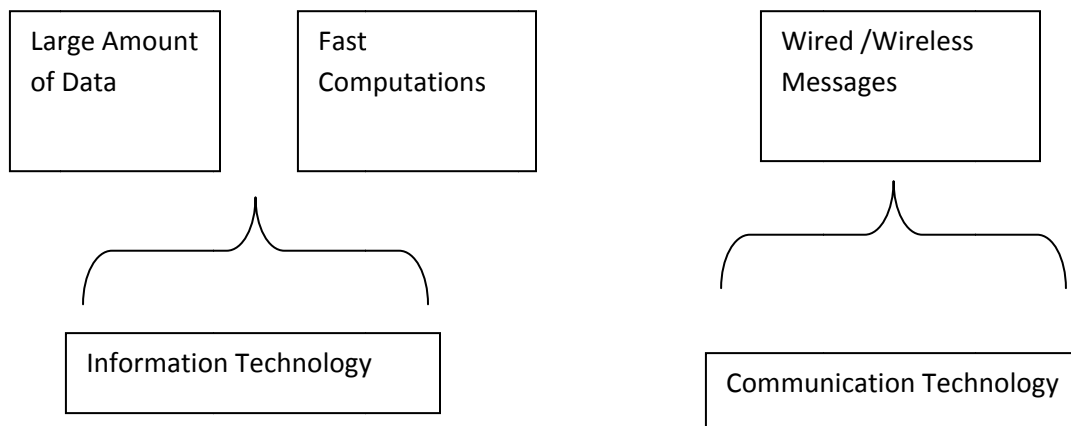 Large Amount
of Data
Fast
Computations
Wired /Wireless
Messages
Information Technology
Communication Technology